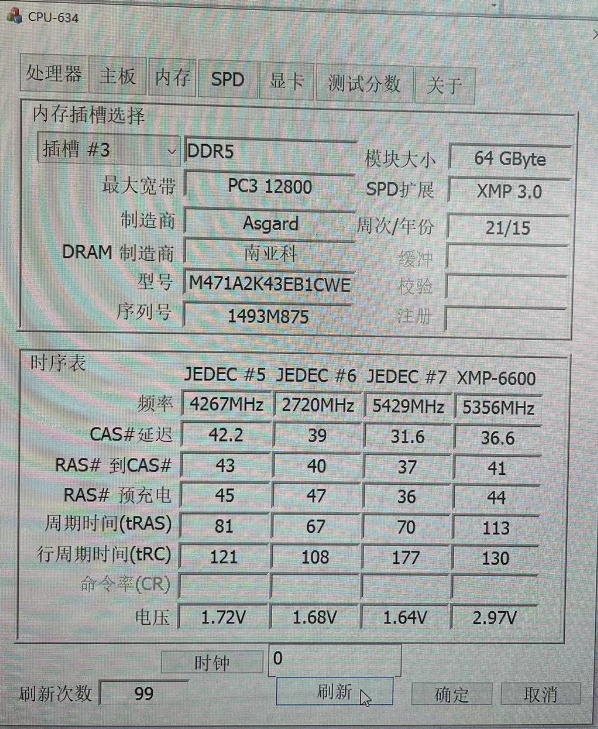 CPU-634
处理器 主板 内存 SPD 显卡 测试分数 关于
内存插槽选择
插槽 #3 DDR5 模块大小 64 GByte
最大宽带 PC3 12800 SPD扩展 XMP 3.0
制造商 Asgard 周次/年份 21/15
DRAM 制造商 南亚科 缓冲
型号 M471A2K43EB1CWE 校验
序列号 1493M875 注册
时序表
JEDEC #5 JEDEC #6 JEDEC #7 XMP-6600
频率 4267MHz 2720MHz 5429MHz 5356MHz
CAS#延迟 42.2 39 31.6 36.6
RAS# 到CAS# 43 40 37 41
RAS# 预充电 45 47 36 44
周期时间(tRAS) 81 67 70 113
行周期时间(tRC) 121 108 177 130
命令率(CR)
电压 1.72V 1.68V 1.64V 2.97V
时钟 0
刷新次数 99 刷新 确定 取消